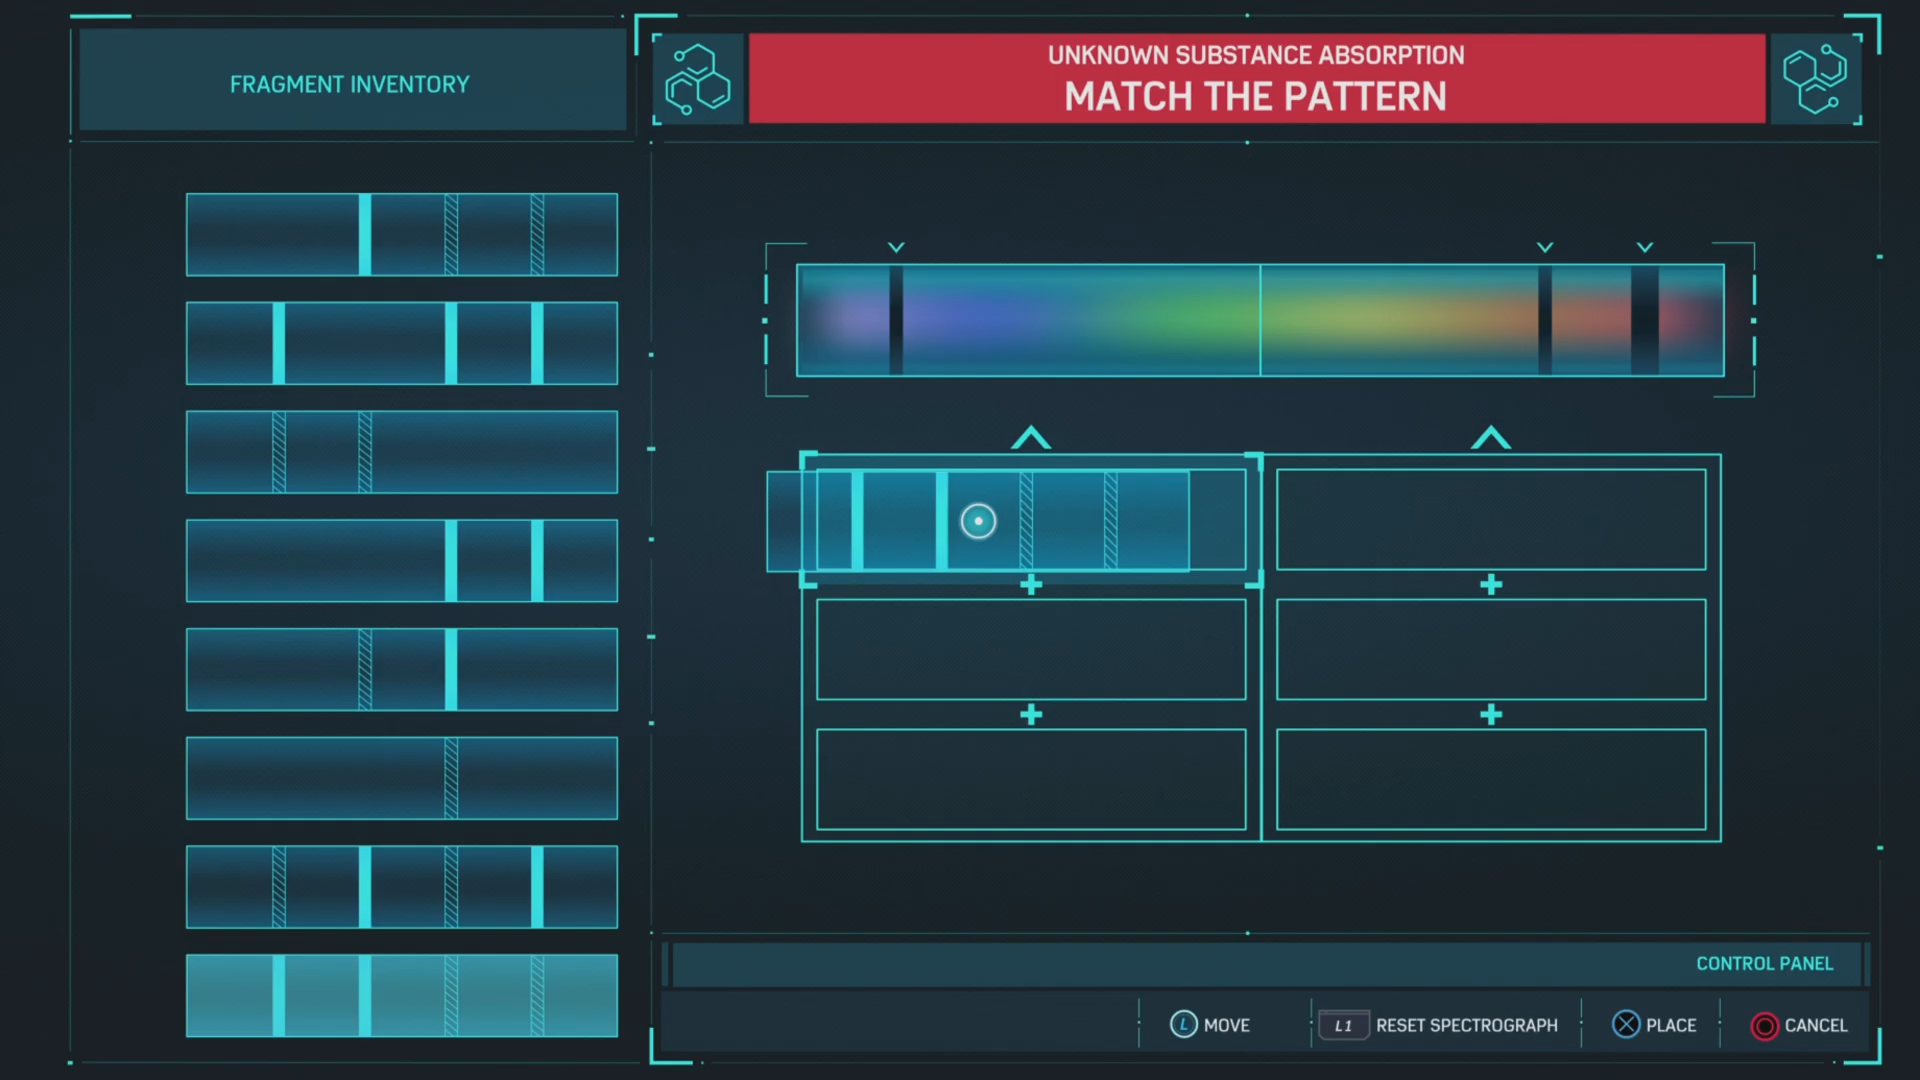 FRAGMENT INVENTORY
UNKNOWN SUBSTANCE ABSORPTION
MATCH THE PATTERN
CONTROL PANEL
L MOVE
L1 RESET SPECTROGRAPH
PLACE
CANCEL